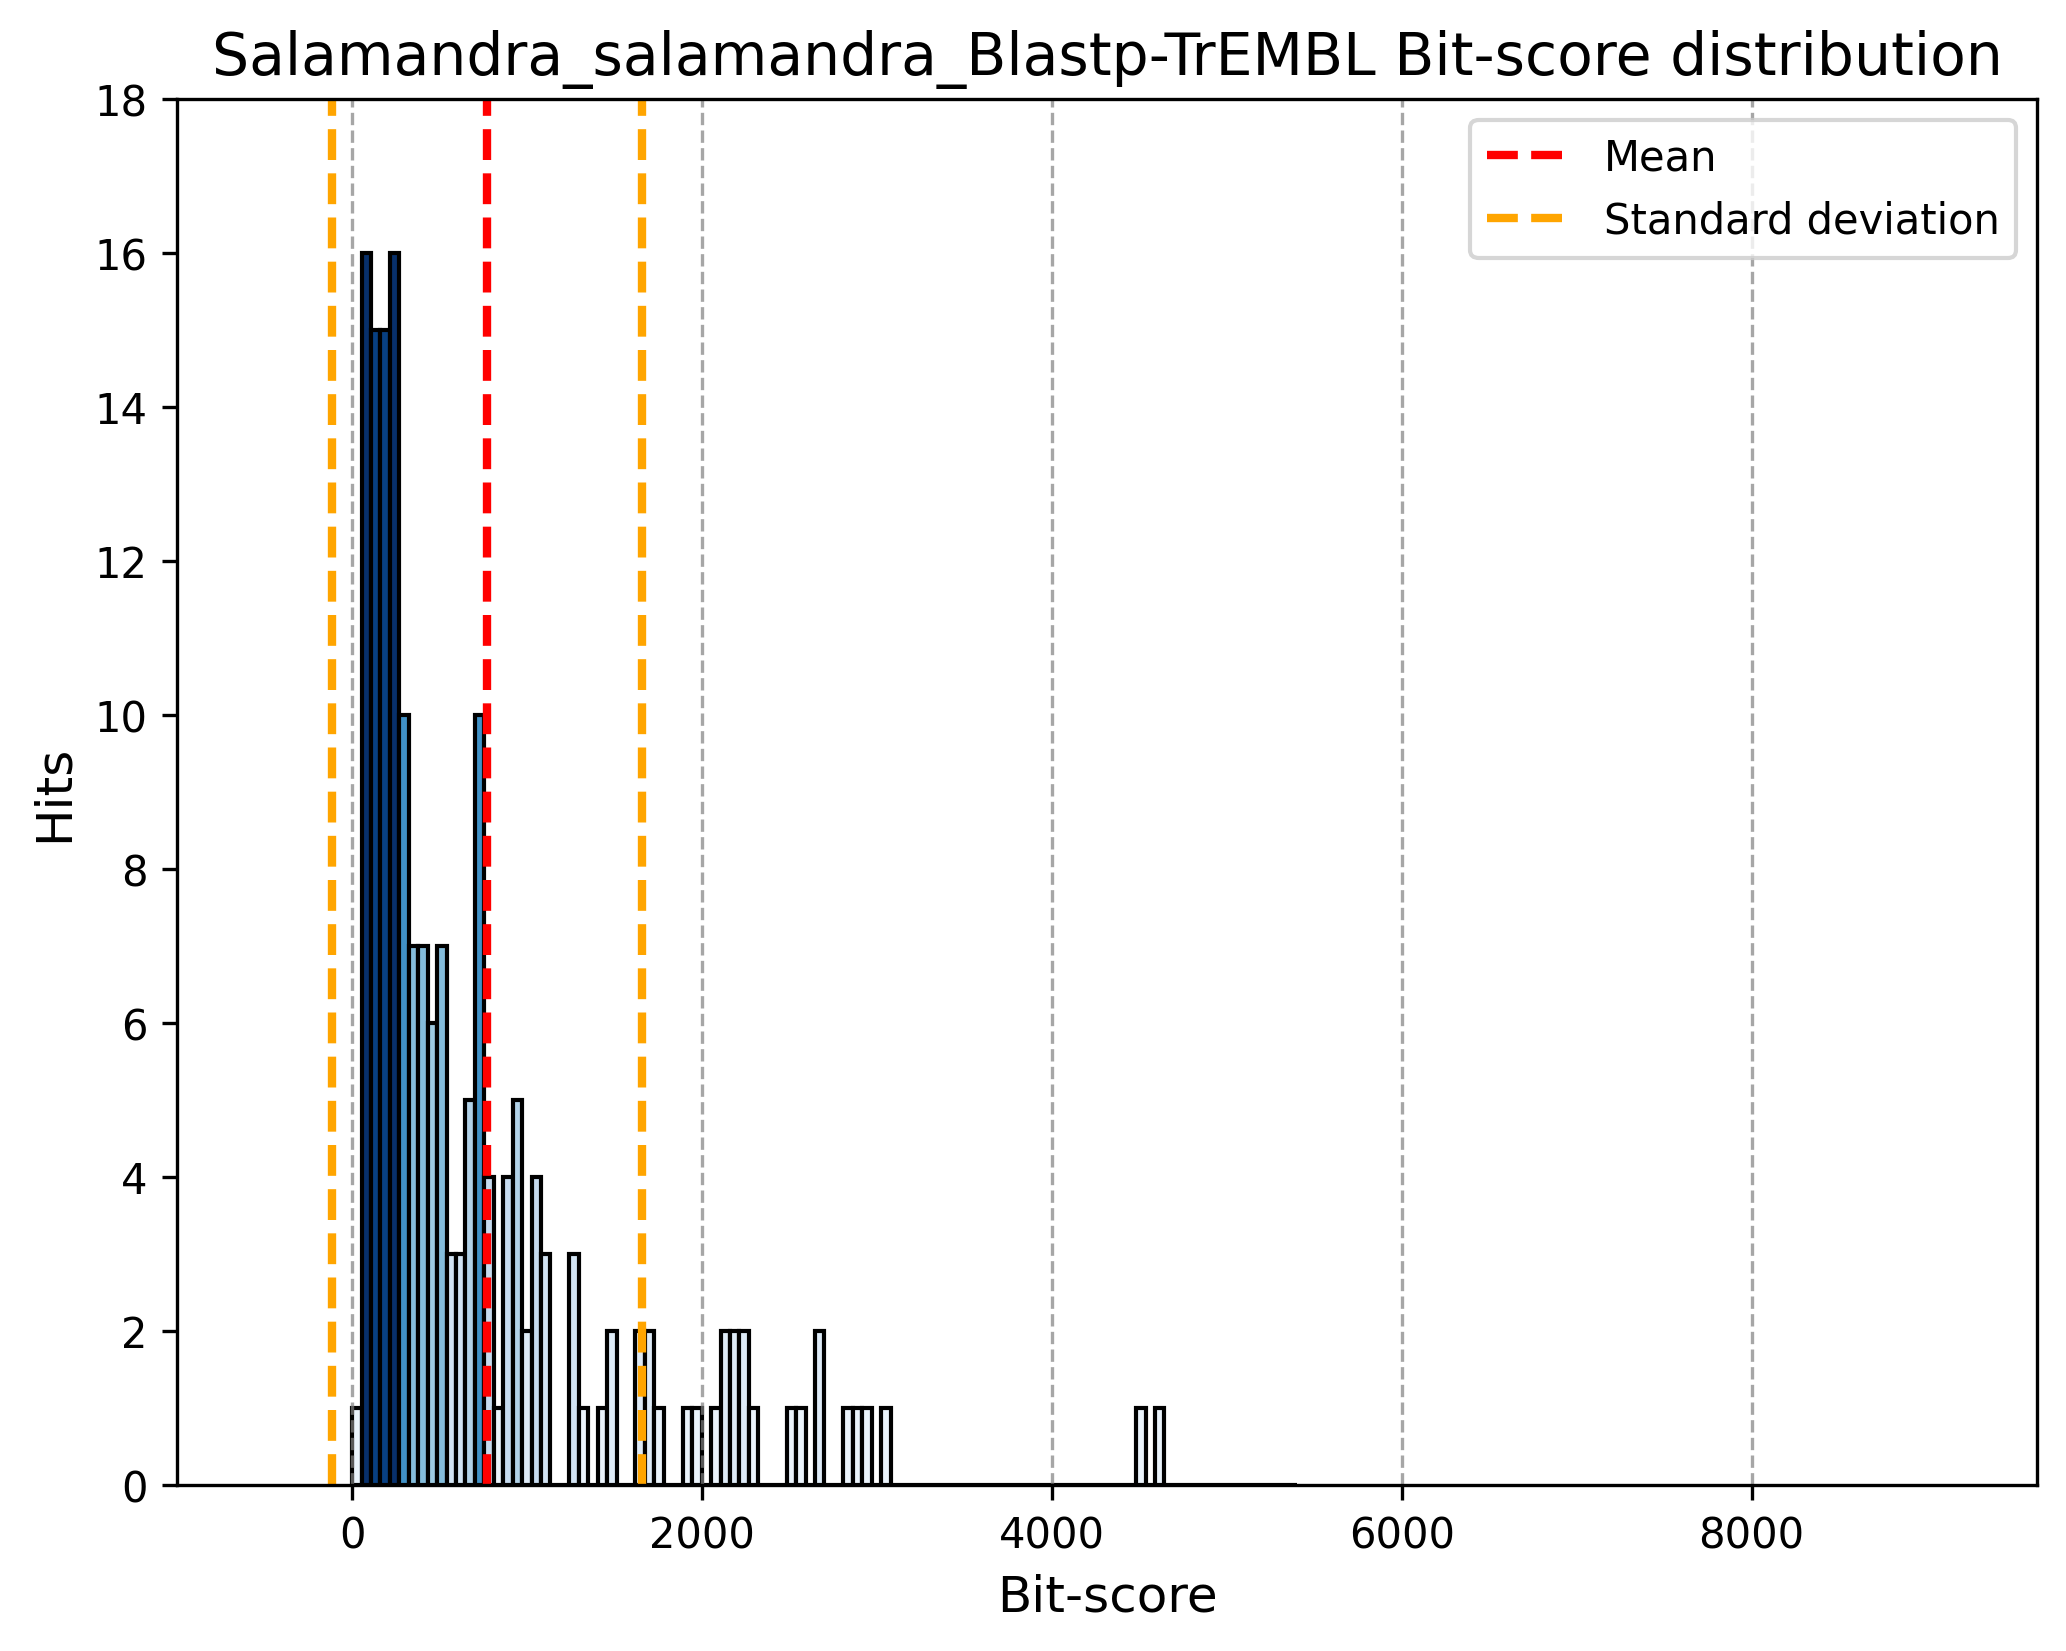 Salamandra_salamandra_Blastp-TrEMBL Bit-score distribution
18
16
14
12
10
8
6
4
2
0
Hits
Mean
Standard deviation
0 2000 4000 6000 8000
Bit-score